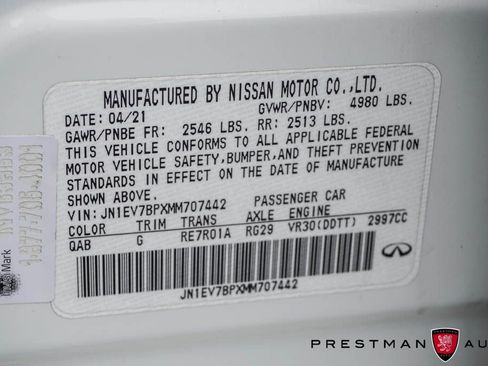 MANUFACTURED BY NISSAN MOTOR CO.,LTD.
DATE: 04/21 GVWR/PNBV: 4980 LBS.
GAWR/PNBE FR: 2546 LBS. RR: 2513 LBS.
THIS VEHICLE CONFORMS TO ALL APPLICABLE FEDERAL
MOTOR VEHICLE SAFETY,BUMPER,AND THEFT PREVENTION
STANDARDS IN EFFECT ON THE DATE OF MANUFACTURE
SHOWN ABOVE.
VIN:JN1EV7BPXMM707442 PASSENGER CAR
COLOR TRIM TRANS AXLE ENGINE
QAB G RE7R01A RG29 VR30(DDTT) 2997CC
JN1EV7BPXMM707442
INFINITI
Mark
PRESTMAN AU